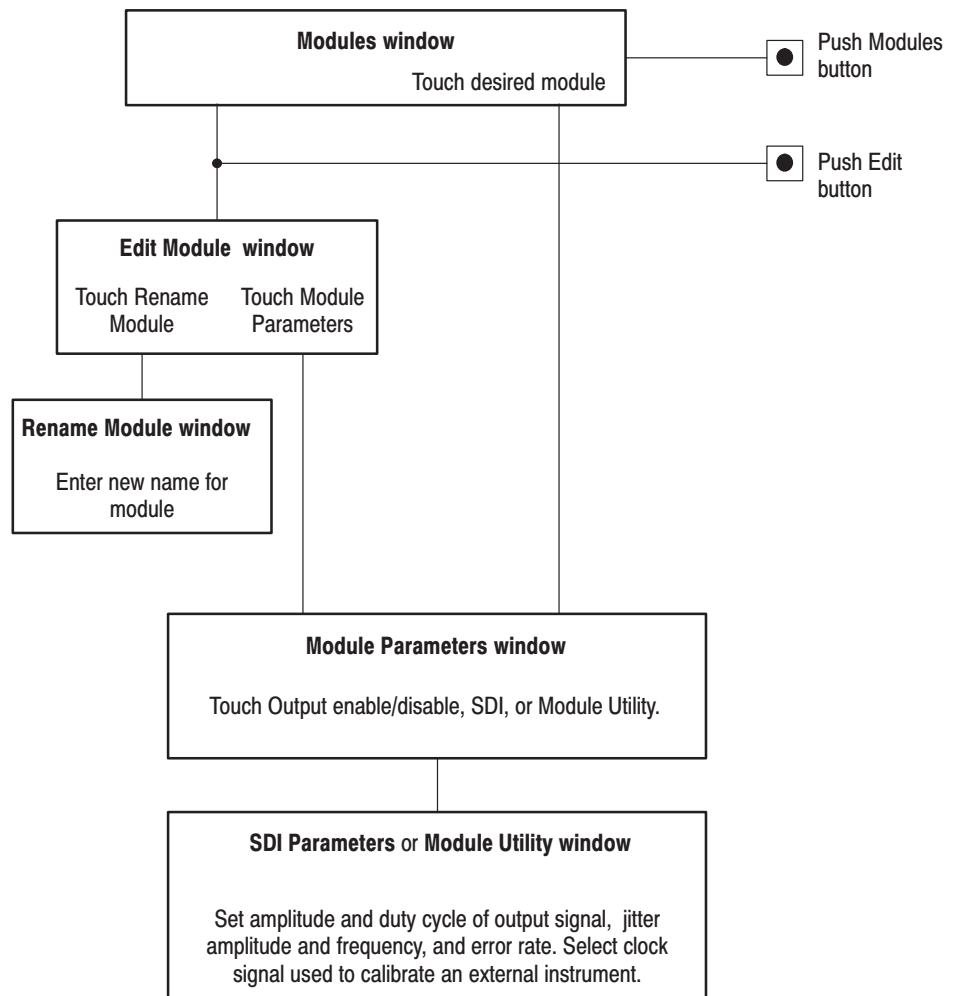 Modules window
Touch desired module
Push Modules
button
Push Edit
button
Edit Module window
Touch Rename
Module
Touch Module
Parameters
Rename Module window
Enter new name for
module
Module Parameters window
Touch Output enable/disable, SDI, or Module Utility.
SDI Parameters or Module Utility window
Set amplitude and duty cycle of output signal, jitter
amplitude and frequency, and error rate. Select clock
signal used to calibrate an external instrument.